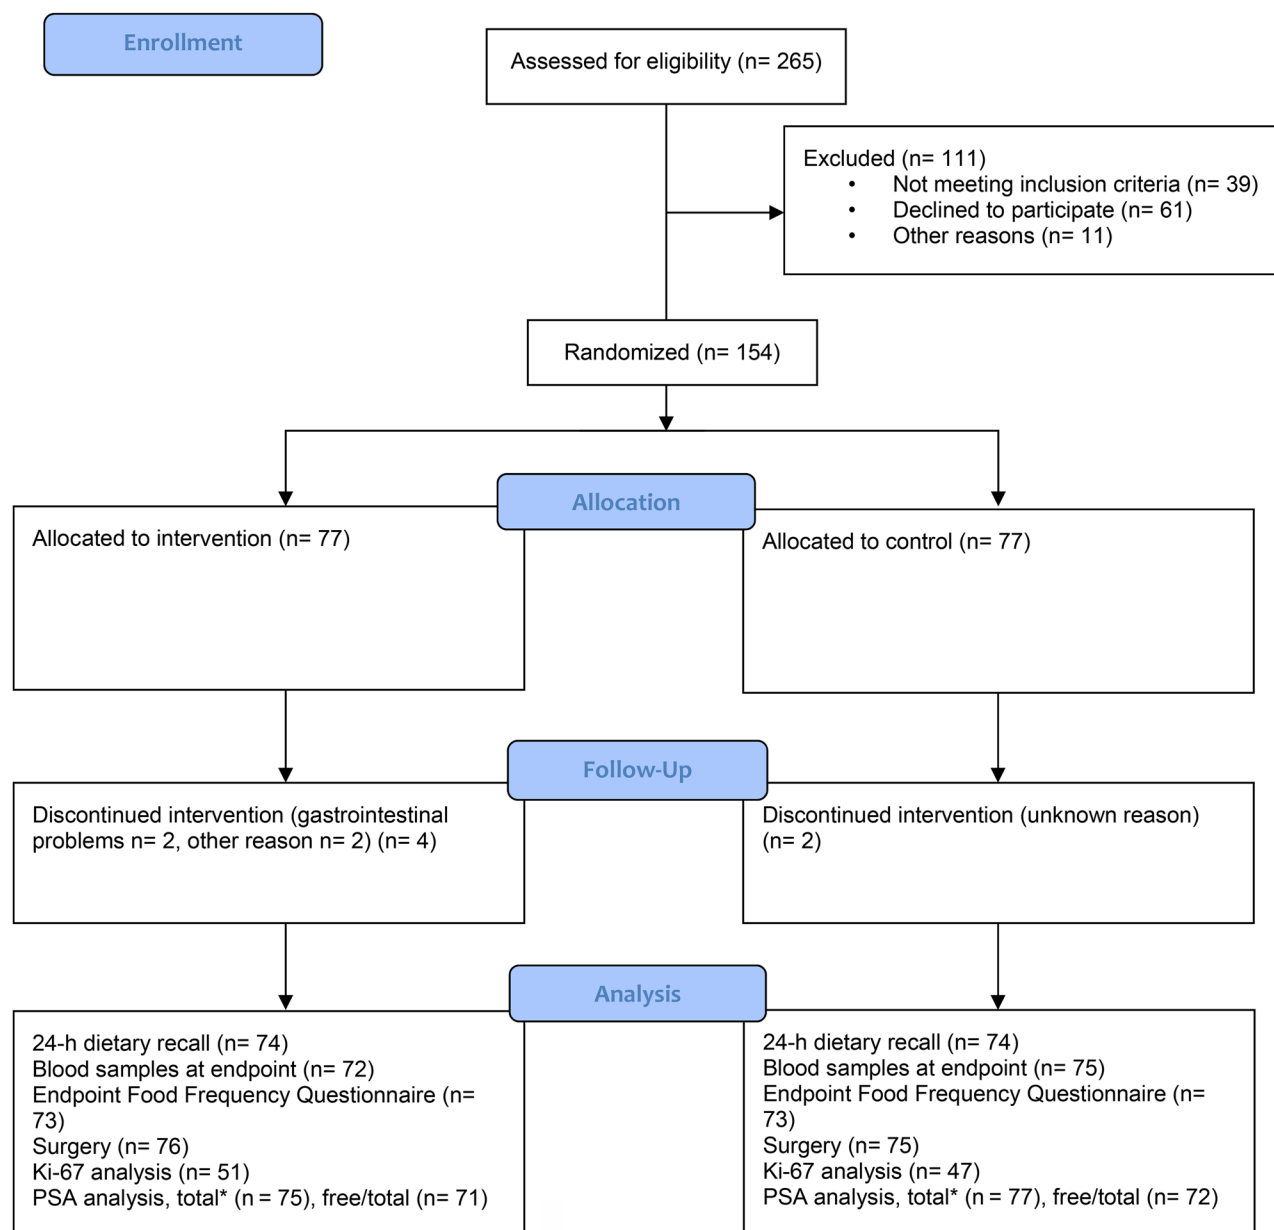 Enrollment
Assessed for eligibility (n= 265)
Excluded (n= 111)
• Not meeting inclusion criteria (n= 39)
• Declined to participate (n= 61)
• Other reasons (n= 11)
Randomized (n= 154)
Allocation
Allocated to intervention (n= 77)
Allocated to control (n= 77)
Follow-Up
Discontinued intervention (gastrointestinal
problems n= 2, other reason n= 2) (n= 4)
Discontinued intervention (unknown reason)
(n= 2)
Analysis
24-h dietary recall (n= 74)
Blood samples at endpoint (n= 72)
Endpoint Food Frequency Questionnaire (n=
73)
Surgery (n= 76)
Ki-67 analysis (n= 51)
PSA analysis, total* (n = 75), free/total (n= 71)
24-h dietary recall (n= 74)
Blood samples at endpoint (n= 75)
Endpoint Food Frequency Questionnaire (n=
73)
Surgery (n= 75)
Ki-67 analysis (n= 47)
PSA analysis, total* (n = 77), free/total (n= 72)